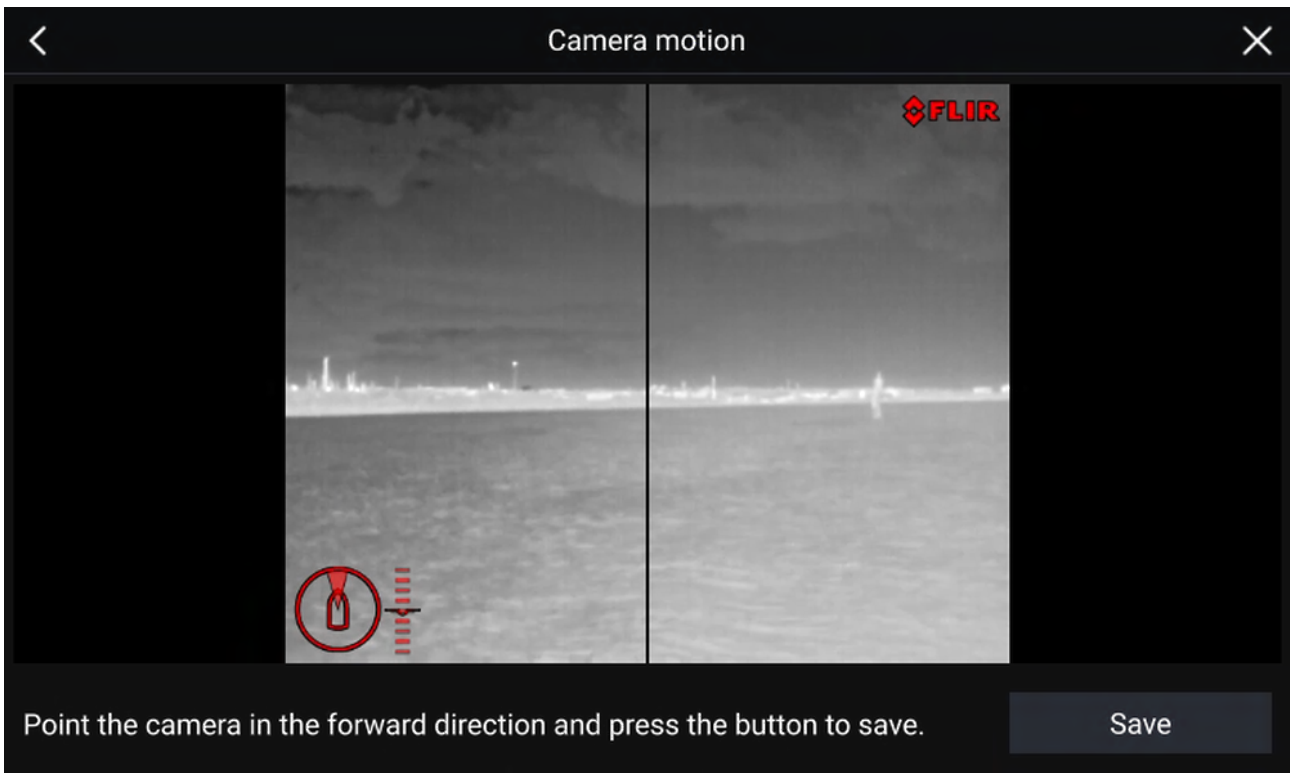 Camera motion
FLIR
Point the camera in the forward direction and press the button to save.
Save